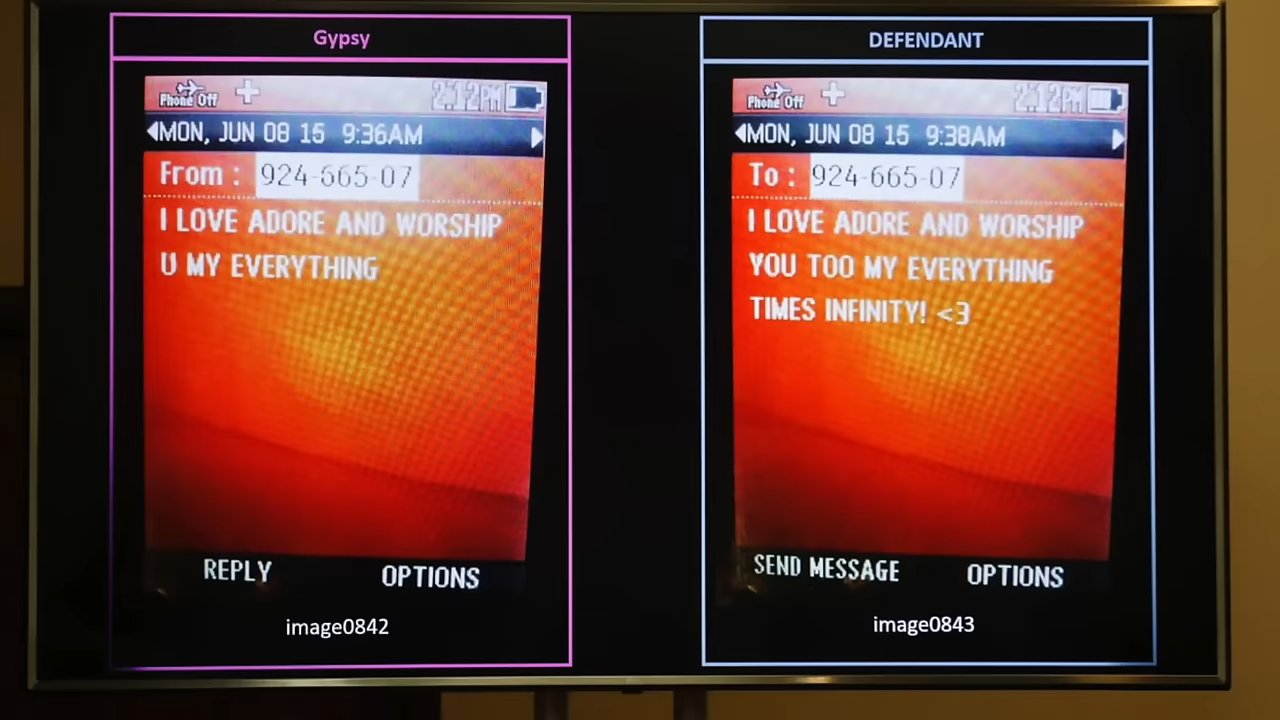 Gypsy
Phone Off
2:12PM
MON, JUN 08 15 9:36AM
From : 924-665-07
I LOVE ADORE AND WORSHIP
U MY EVERYTHING
REPLY OPTIONS
image0842
DEFENDANT
Phone Off
2:12PM
MON, JUN 08 15 9:38AM
To : 924-665-07
I LOVE ADORE AND WORSHIP
YOU TOO MY EVERYTHING
TIMES INFINITY! <3
SEND MESSAGE OPTIONS
image0843